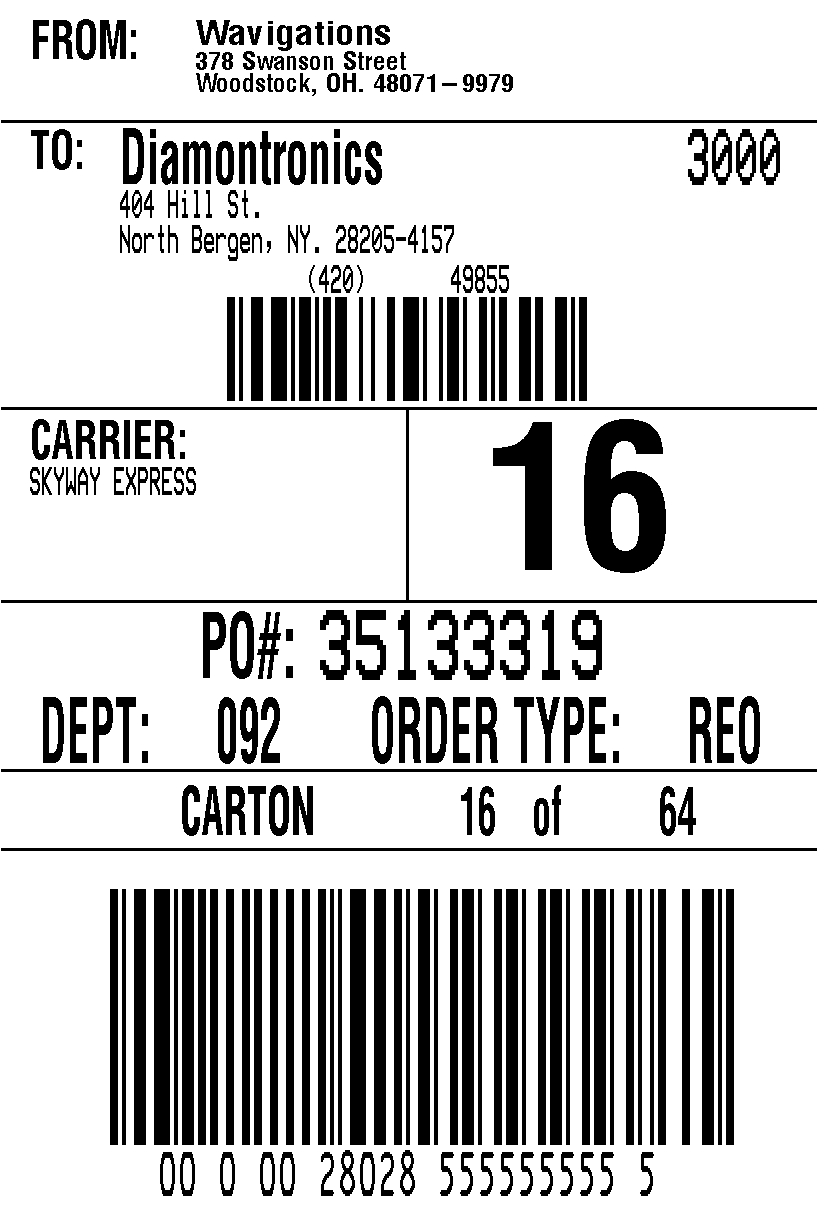 FROM: Wavigations
378 Swanson Street
Woodstock, OH. 48071-9979
TO: Diamontronics 3000
404 Hill St.
North Bergen, NY. 28205-4157
(420) 49855
CARRIER:
SKYWAY EXPRESS
16
PO#: 35133319
DEPT: 092 ORDER TYPE: REO
CARTON 16 of 64
00 0 00 28028 555555555 5